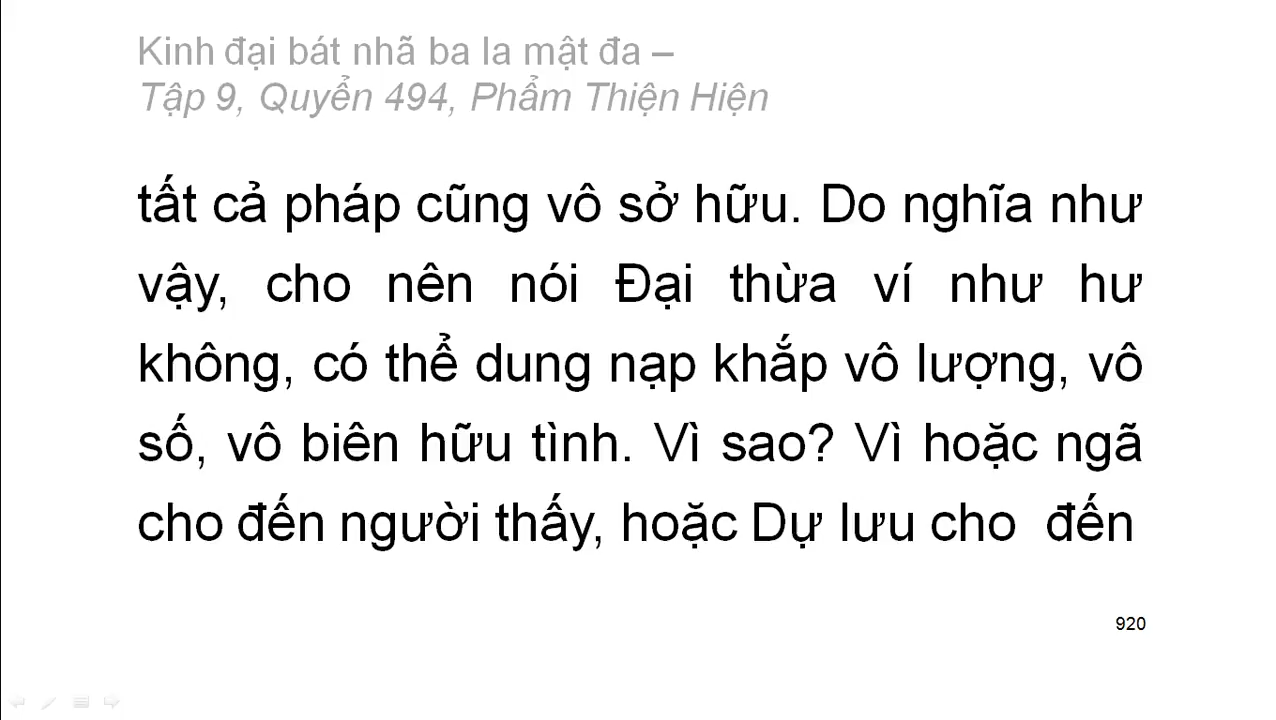 Kinh đại bát nhã ba la mật đa –
Tập 9, Quyển 494, Phẩm Thiện Hiện
tất cả pháp cũng vô sở hữu. Do nghĩa như
vậy, cho nên nói Đại thừa ví như hư
không, có thể dung nạp khắp vô lượng, vô
số, vô biên hữu tình. Vì sao? Vì hoặc ngã
cho đến người thấy, hoặc Dự lưu cho đến
920